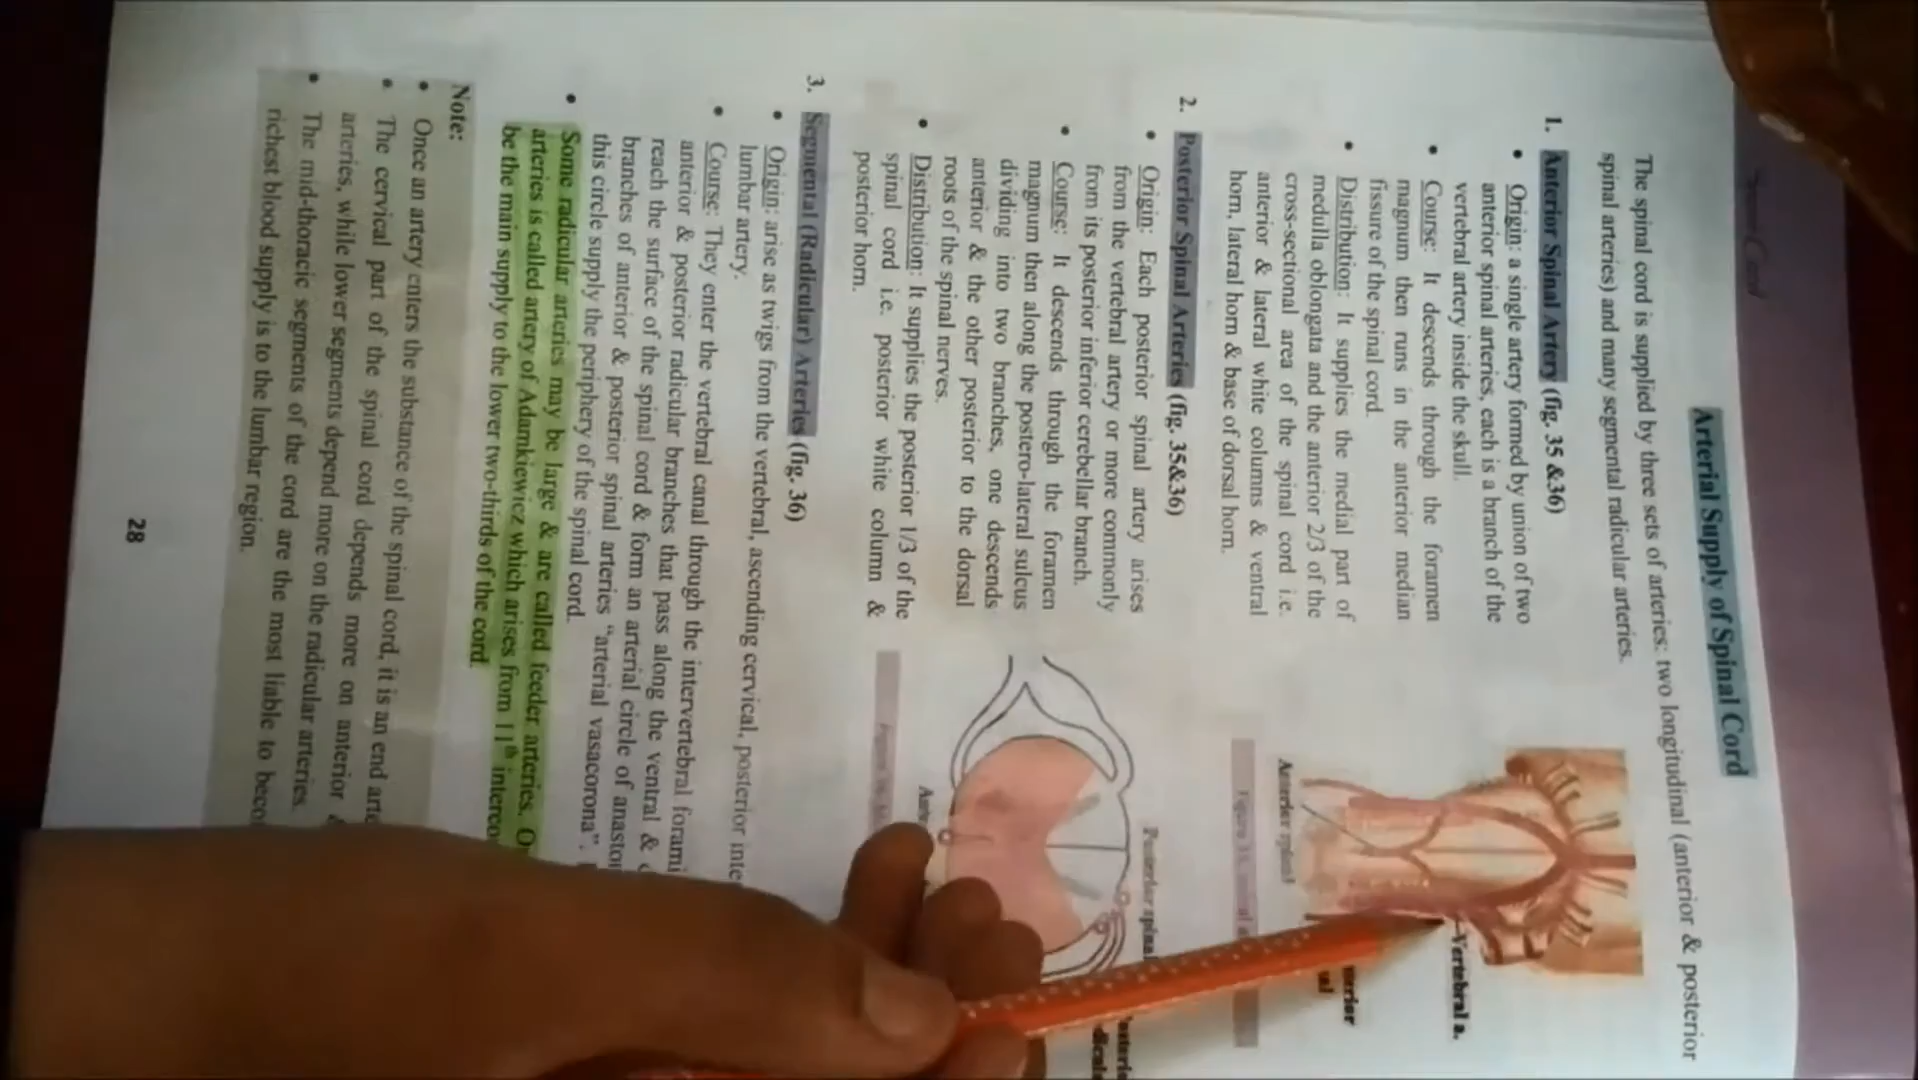 Arterial Supply of Spinal Cord
The spinal cord is supplied by three sets of arteries: two longitudinal (anterior & posterior
spinal arteries) and many segmental radicular arteries.
1. Anterior Spinal Artery (fig. 35 &36)
• Origin: a single artery formed by union of two
anterior spinal arteries, each is a branch of the
vertebral artery inside the skull.
• Course: It descends through the foramen
magnum then runs in the anterior median
fissure of the spinal cord.
• Distribution: It supplies the medial part of
medulla oblongata and the anterior 2/3 of the
cross-sectional area of the spinal cord i.e.
anterior & lateral white columns & ventral
horn, lateral horn & base of dorsal horn.
Vertebral a.
Anterior spinal
2. Posterior Spinal Arteries (fig. 35&36)
• Origin: Each posterior spinal artery arises
from the vertebral artery or more commonly
from its posterior inferior cerebellar branch.
• Course: It descends through the foramen
magnum then along the postero-lateral sulcus
dividing into two branches, one descends
anterior & the other posterior to the dorsal
roots of the spinal nerves.
• Distribution: It supplies the posterior 1/3 of the
spinal cord i.e. posterior white column &
posterior horn.
Posterior spinal
3. Segmental (Radicular) Arteries (fig. 36)
• Origin: arise as twigs from the vertebral, ascending cervical, posterior inte
lumbar artery.
• Course: They enter the vertebral canal through the intervertebral forami
anterior & posterior radicular branches that pass along the ventral &
reach the surface of the spinal cord & form an arterial circle of anasto
branches of anterior & posterior spinal arteries "arterial vasacorona".
this circle supply the periphery of the spinal cord.
• Some radicular arteries may be large & are called feeder arteries. O
arteries is called artery of Adamkiewicz which arises from 11th interco
be the main supply to the lower two-thirds of the cord.
Note:
• Once an artery enters the substance of the spinal cord, it is an end arte
• The cervical part of the spinal cord depends more on anterior &
arteries, while lower segments depend more on the radicular arteries.
• The mid-thoracic segments of the cord are the most liable to beco
richest blood supply is to the lumbar region.
28